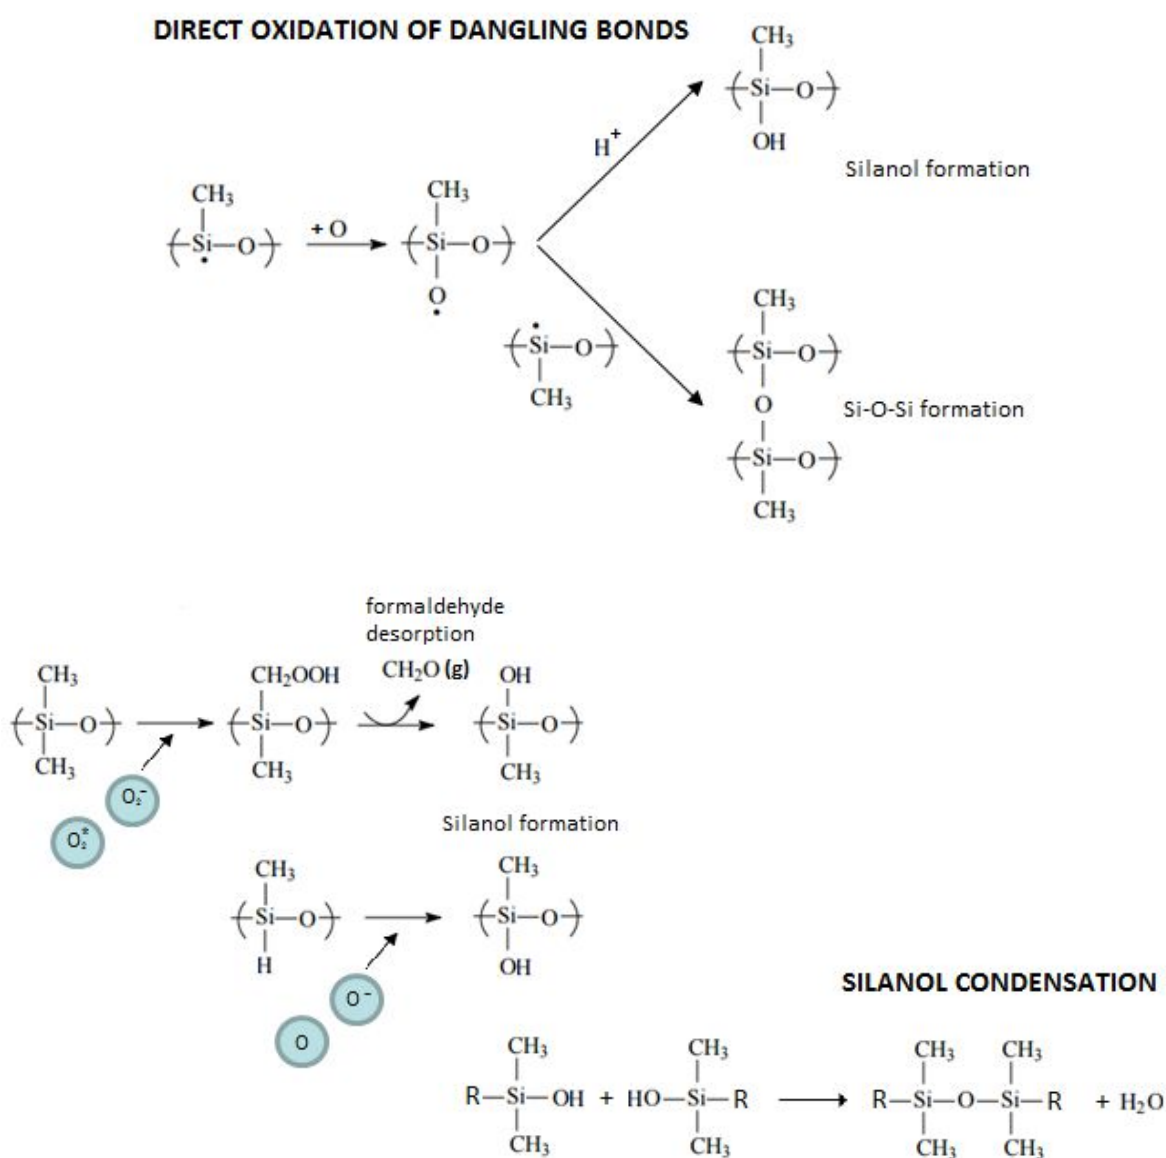 DIRECT OXIDATION OF DANGLING BONDS
CH₃
Si—O
OH
H⁺
Silanol formation
CH₃
Si—O
•
+ O
CH₃
Si—O
O
•
•
Si—O
CH₃
CH₃
Si—O
O
Si—O
CH₃
Si-O-Si formation
formaldehyde
desorption
CH₂O (g)
CH₃
Si—O
CH₃
CH₂OOH
Si—O
CH₃
OH
Si—O
CH₃
O₂⁻
O₂*
Silanol formation
CH₃
Si—O
H
CH₃
Si—O
OH
O⁻
O
SILANOL CONDENSATION
CH₃ CH₃ CH₃ CH₃
R—Si—OH + HO—Si—R R—Si—O—Si—R + H₂O
CH₃ CH₃ CH₃ CH₃